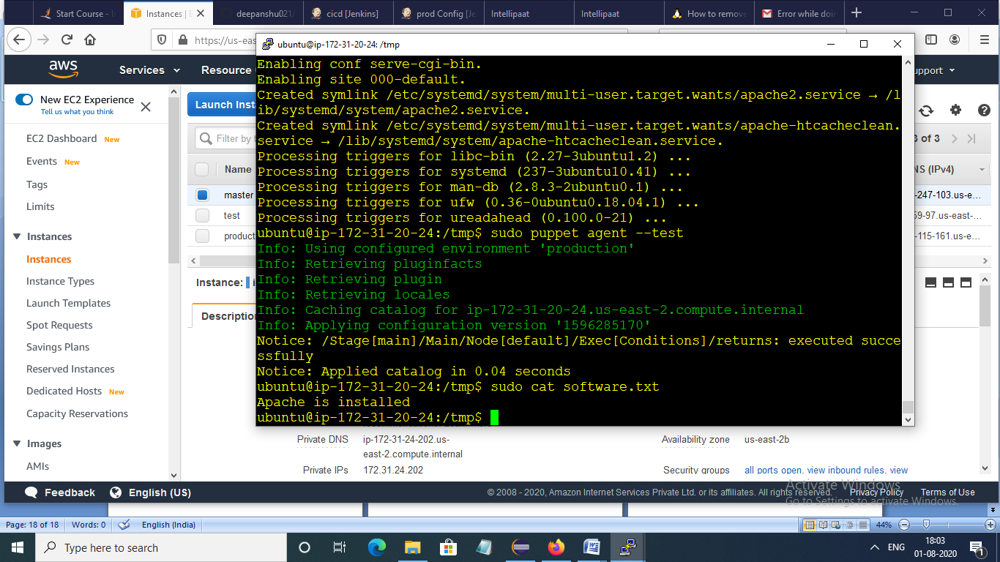 Start Course - I
Instances | E
deepanshu021/
cicd [Jenkins]
prod Config [Je
Intellipaat
Intellipaat
How to remove
Error while doin
https://us-eas
ubuntu@ip-172-31-20-24: /tmp
aws
Services
Resource
upport
New EC2 Experience
Tell us what you think
EC2 Dashboard New
Events New
Tags
Limits
Instances
Instances
Instance Types
Launch Templates
Spot Requests
Savings Plans
Reserved Instances
Dedicated Hosts New
Capacity Reservations
Images
AMIs
Launch Insta
Filter by t
3 of 3
Name
NS (IPv4)
master
-247-103.us-e...
test
59-97.us-east-...
product
-115-161.us-e...
Instance: i
Description
Enabling conf serve-cgi-bin.
Enabling site 000-default.
Created symlink /etc/systemd/system/multi-user.target.wants/apache2.service → /l
ib/systemd/system/apache2.service.
Created symlink /etc/systemd/system/multi-user.target.wants/apache-htcacheclean.
service → /lib/systemd/system/apache-htcacheclean.service.
Processing triggers for libc-bin (2.27-3ubuntu1.2) ...
Processing triggers for systemd (237-3ubuntu10.41) ...
Processing triggers for man-db (2.8.3-2ubuntu0.1) ...
Processing triggers for ufw (0.36-0ubuntu0.18.04.1) ...
Processing triggers for ureadahead (0.100.0-21) ...
ubuntu@ip-172-31-20-24:/tmp$ sudo puppet agent --test
Info: Using configured environment 'production'
Info: Retrieving pluginfacts
Info: Retrieving plugin
Info: Retrieving locales
Info: Caching catalog for ip-172-31-20-24.us-east-2.compute.internal
Info: Applying configuration version '1596285170'
Notice: /Stage[main]/Main/Node[default]/Exec[Conditions]/returns: executed succe
ssfully
Notice: Applied catalog in 0.04 seconds
ubuntu@ip-172-31-20-24:/tmp$ sudo cat software.txt
Apache is installed
ubuntu@ip-172-31-20-24:/tmp$
Private DNS ip-172-31-24-202.us-
east-2.compute.internal
Availability zone us-east-2b
Private IPs 172.31.24.202
Security groups all ports open. view inbound rules. view
Feedback
English (US)
© 2008 - 2020, Amazon Internet Services Private Ltd. or its affiliates. All rights reserved.
Privacy Policy
Terms of Use
Activate Windows
Go to Settings to activate Windows.
Page: 18 of 18
Words: 0
English (India)
44%
Type here to search
ENG
18:03
01-08-2020
1